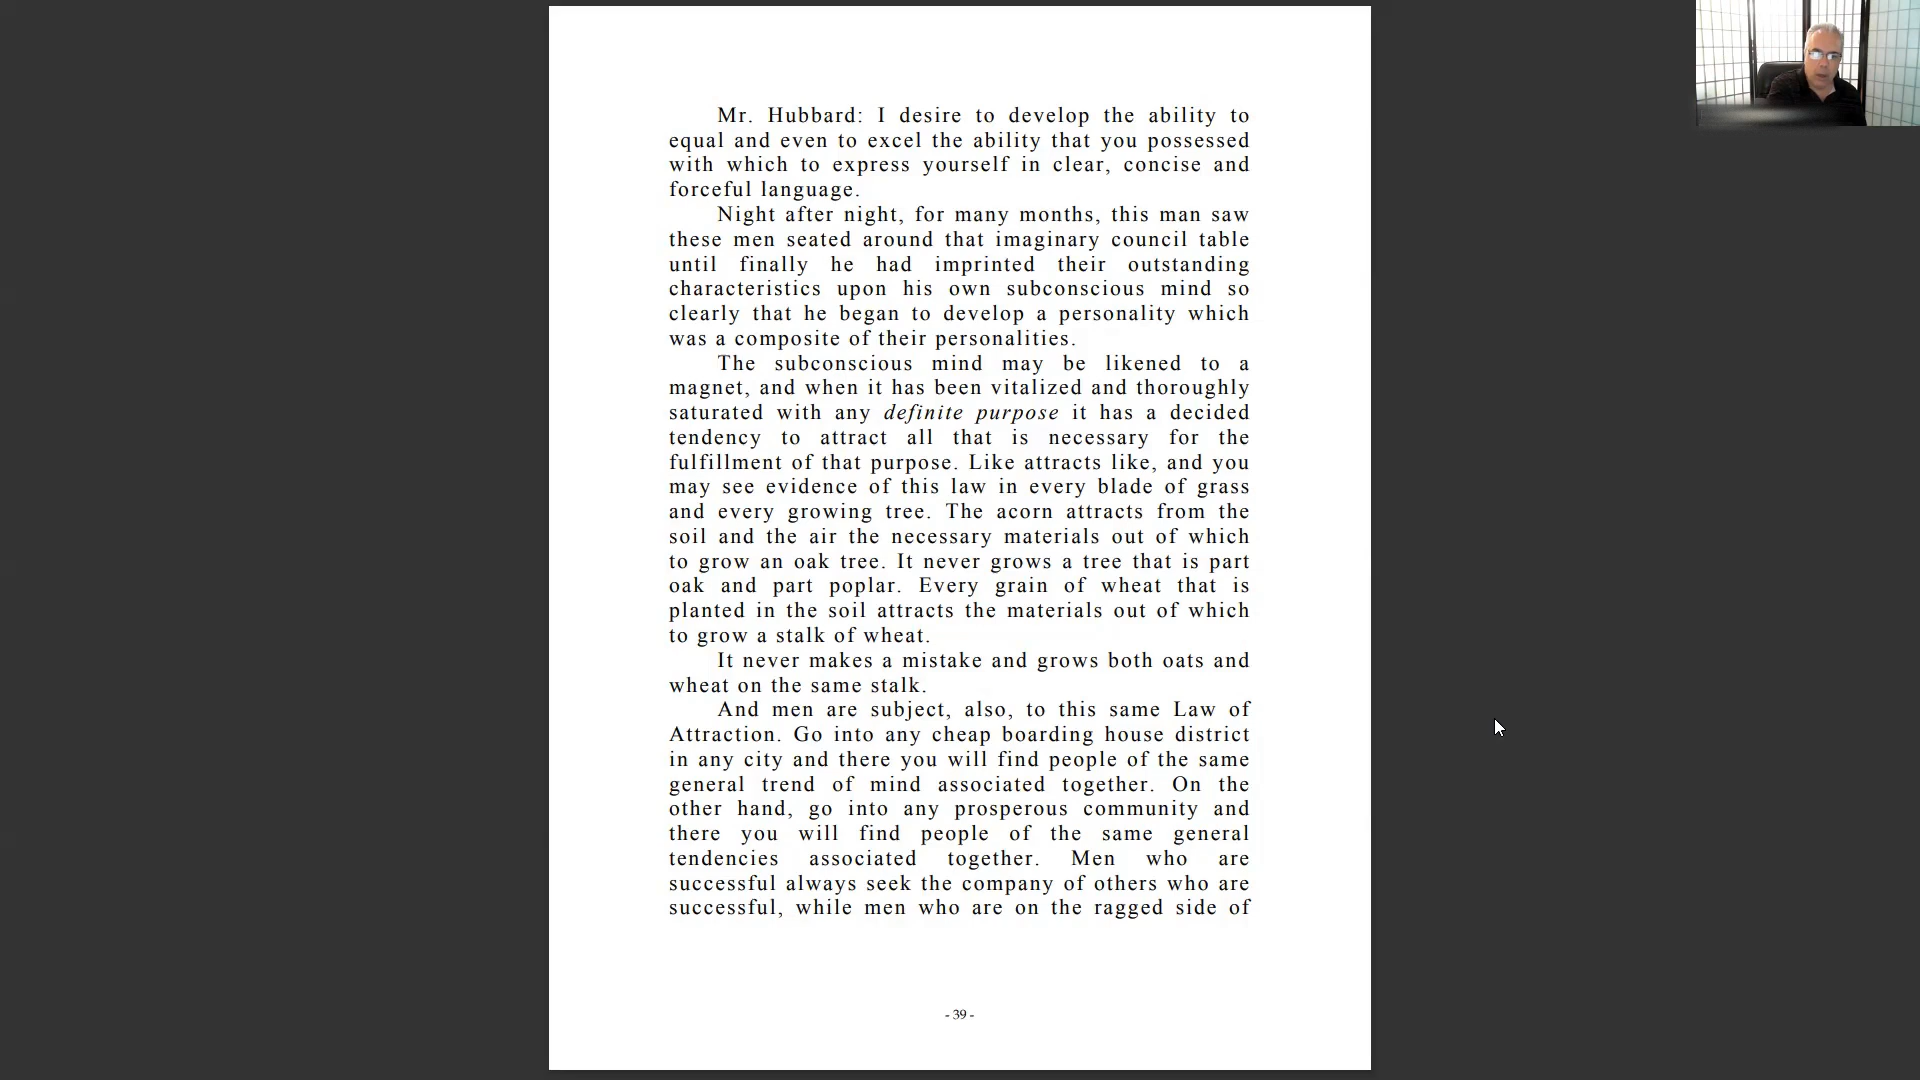 Mr. Hubbard: I desire to develop the ability to
equal and even to excel the ability that you possessed
with which to express yourself in clear, concise and
forceful language.
Night after night, for many months, this man saw
these men seated around that imaginary council table
until finally he had imprinted their outstanding
characteristics upon his own subconscious mind so
clearly that he began to develop a personality which
was a composite of their personalities.
The subconscious mind may be likened to a
magnet, and when it has been vitalized and thoroughly
saturated with any definite purpose it has a decided
tendency to attract all that is necessary for the
fulfillment of that purpose. Like attracts like, and you
may see evidence of this law in every blade of grass
and every growing tree. The acorn attracts from the
soil and the air the necessary materials out of which
to grow an oak tree. It never grows a tree that is part
oak and part poplar. Every grain of wheat that is
planted in the soil attracts the materials out of which
to grow a stalk of wheat.
It never makes a mistake and grows both oats and
wheat on the same stalk.
And men are subject, also, to this same Law of
Attraction. Go into any cheap boarding house district
in any city and there you will find people of the same
general trend of mind associated together. On the
other hand, go into any prosperous community and
there you will find people of the same general
tendencies associated together. Men who are
successful always seek the company of others who are
successful, while men who are on the ragged side of
- 39 -